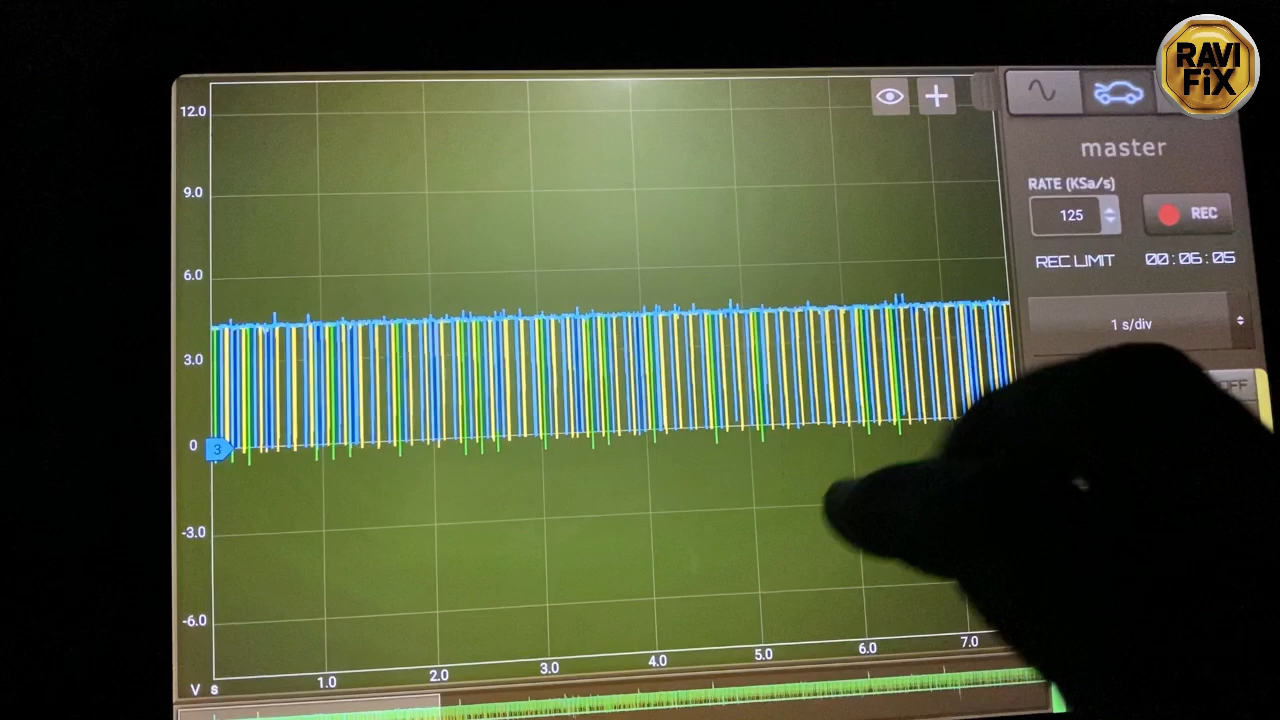 RAVI
FiX
master
RATE (KSa/s)
125
REC
REC LIMIT 00:06:05
1 s/div
OFF
12.0
9.0
6.0
3.0
0
3
-3.0
-6.0
V s
1.0 2.0 3.0 4.0 5.0 6.0 7.0